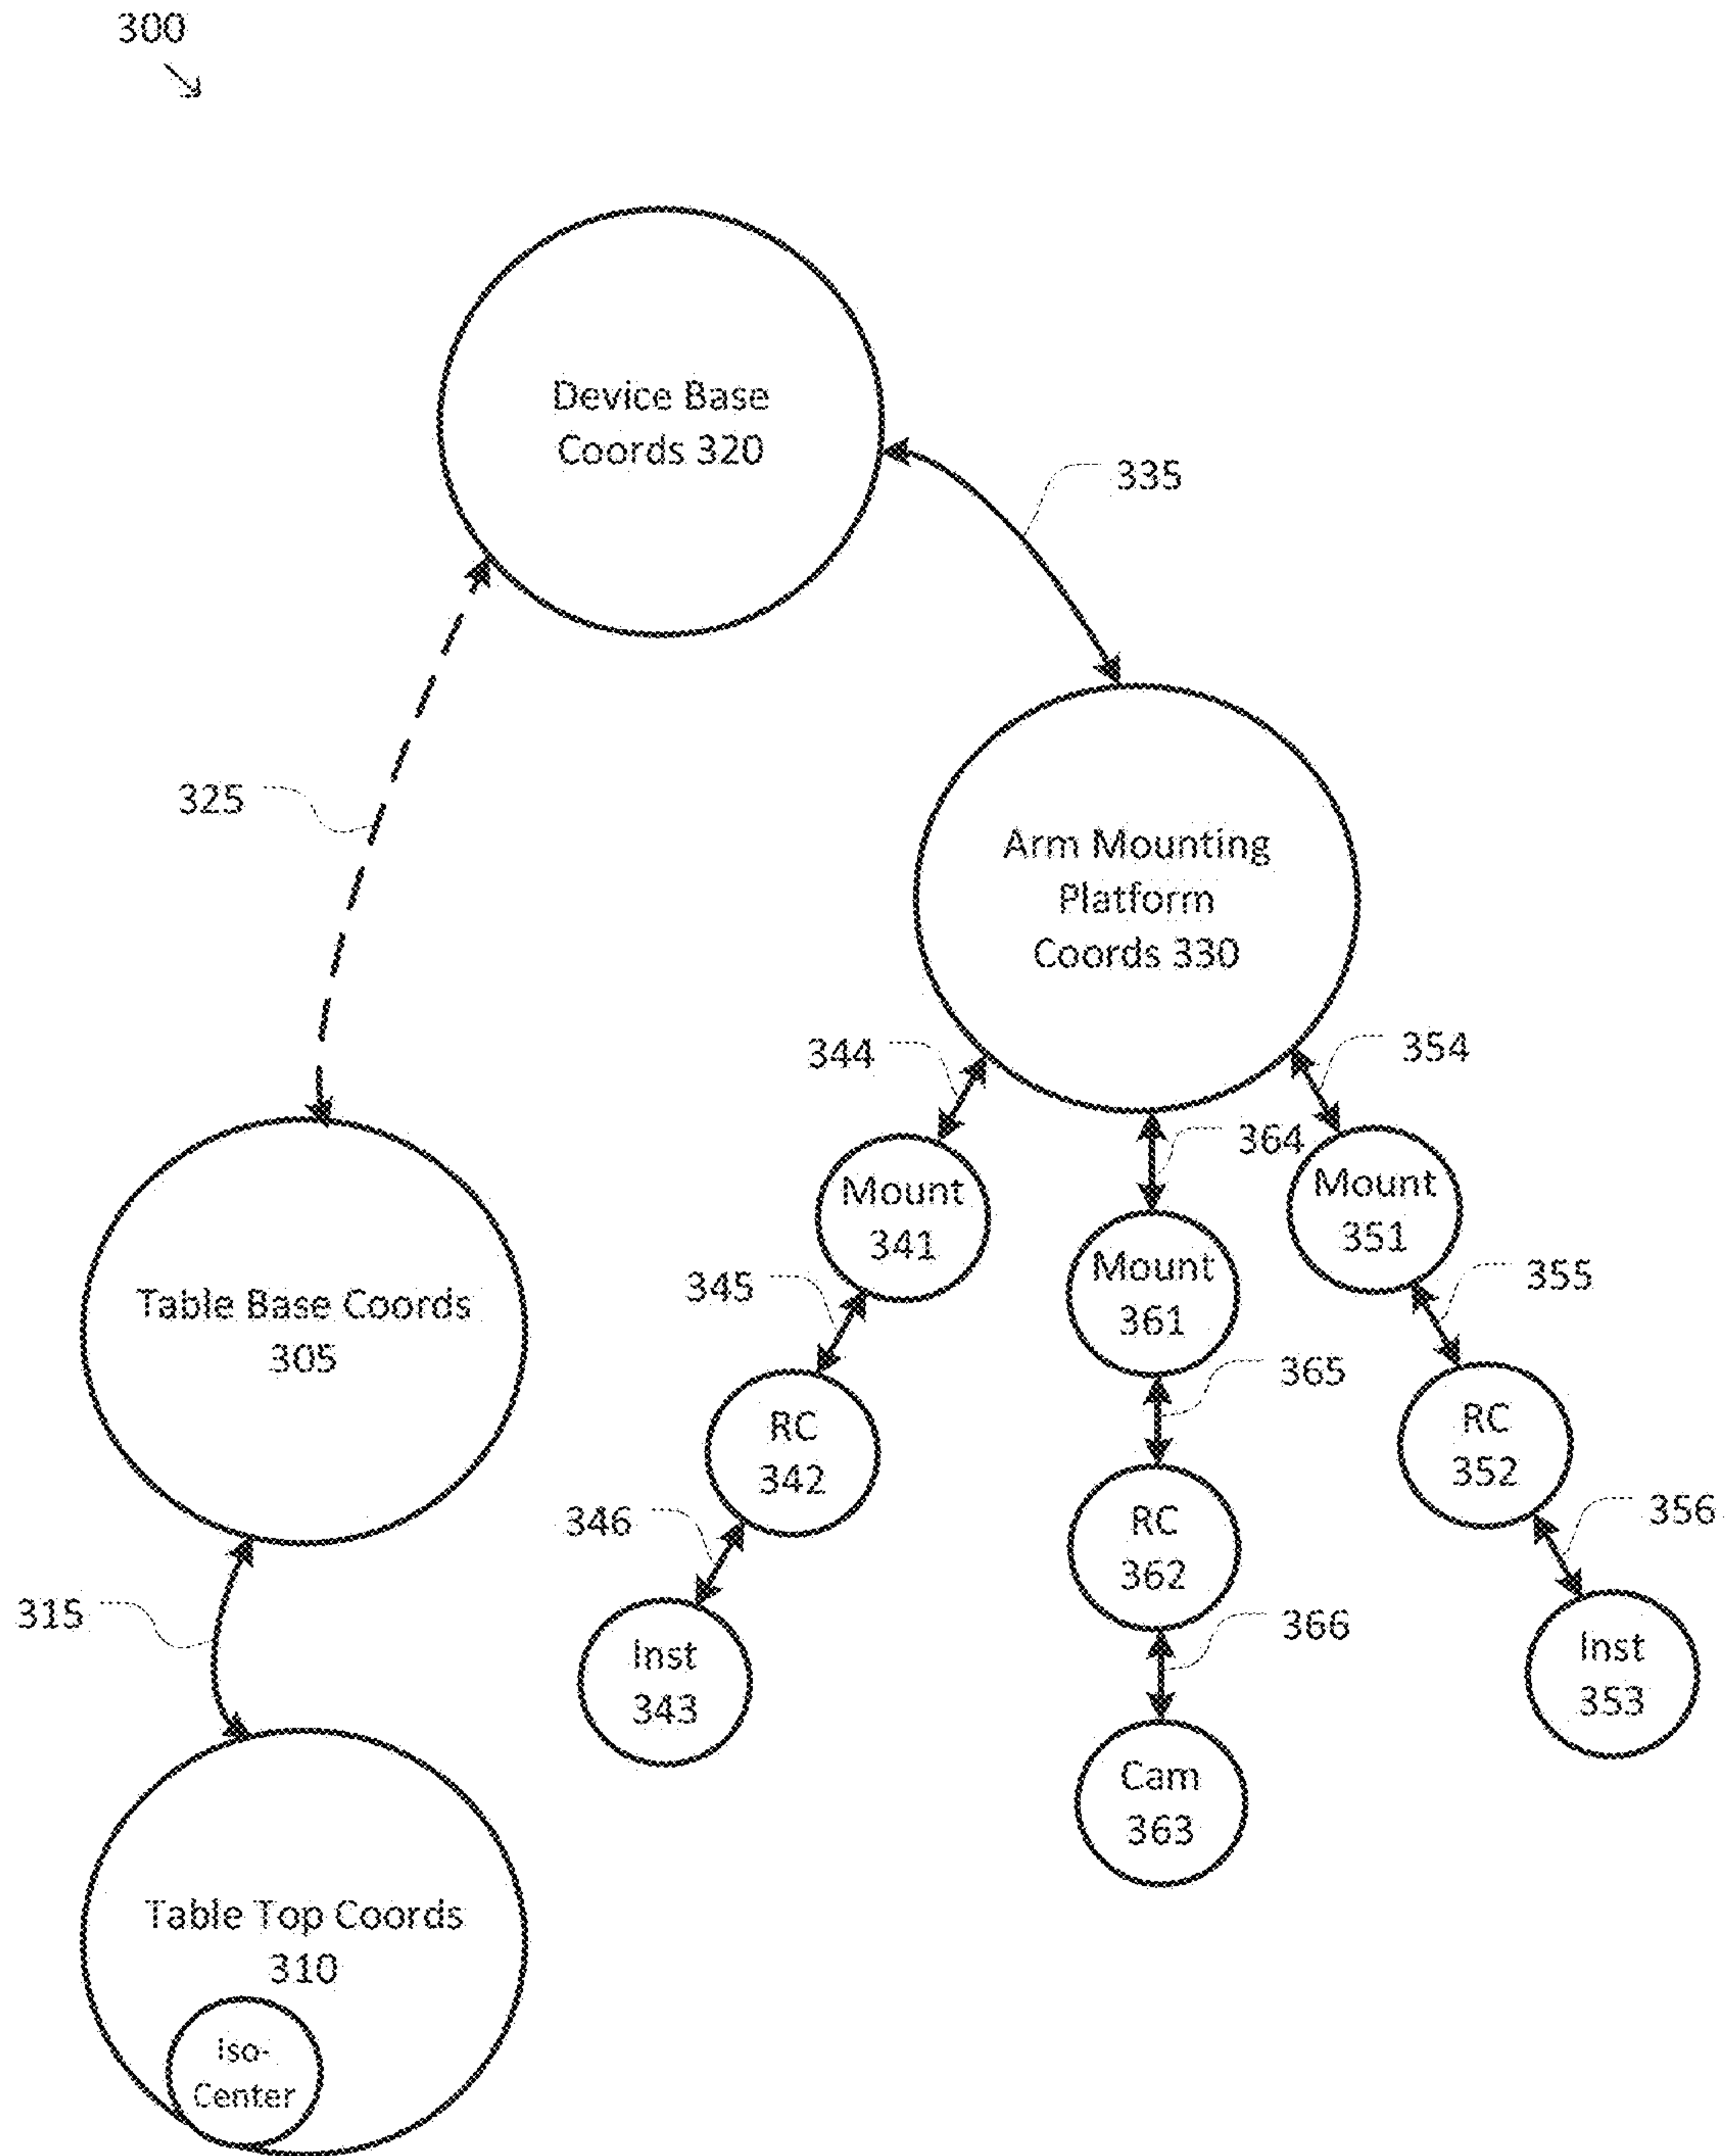 300
Device Base
Coords 320
335
325
Arm Mounting
Platform
Coords 330
344
354
364
Mount
341
Mount
351
Mount
361
345
355
Table Base Coords
305
365
RC
342
RC
352
RC
362
346
356
315
366
Inst
343
Inst
353
Cam
363
Table Top Coords
310
Iso-
Center